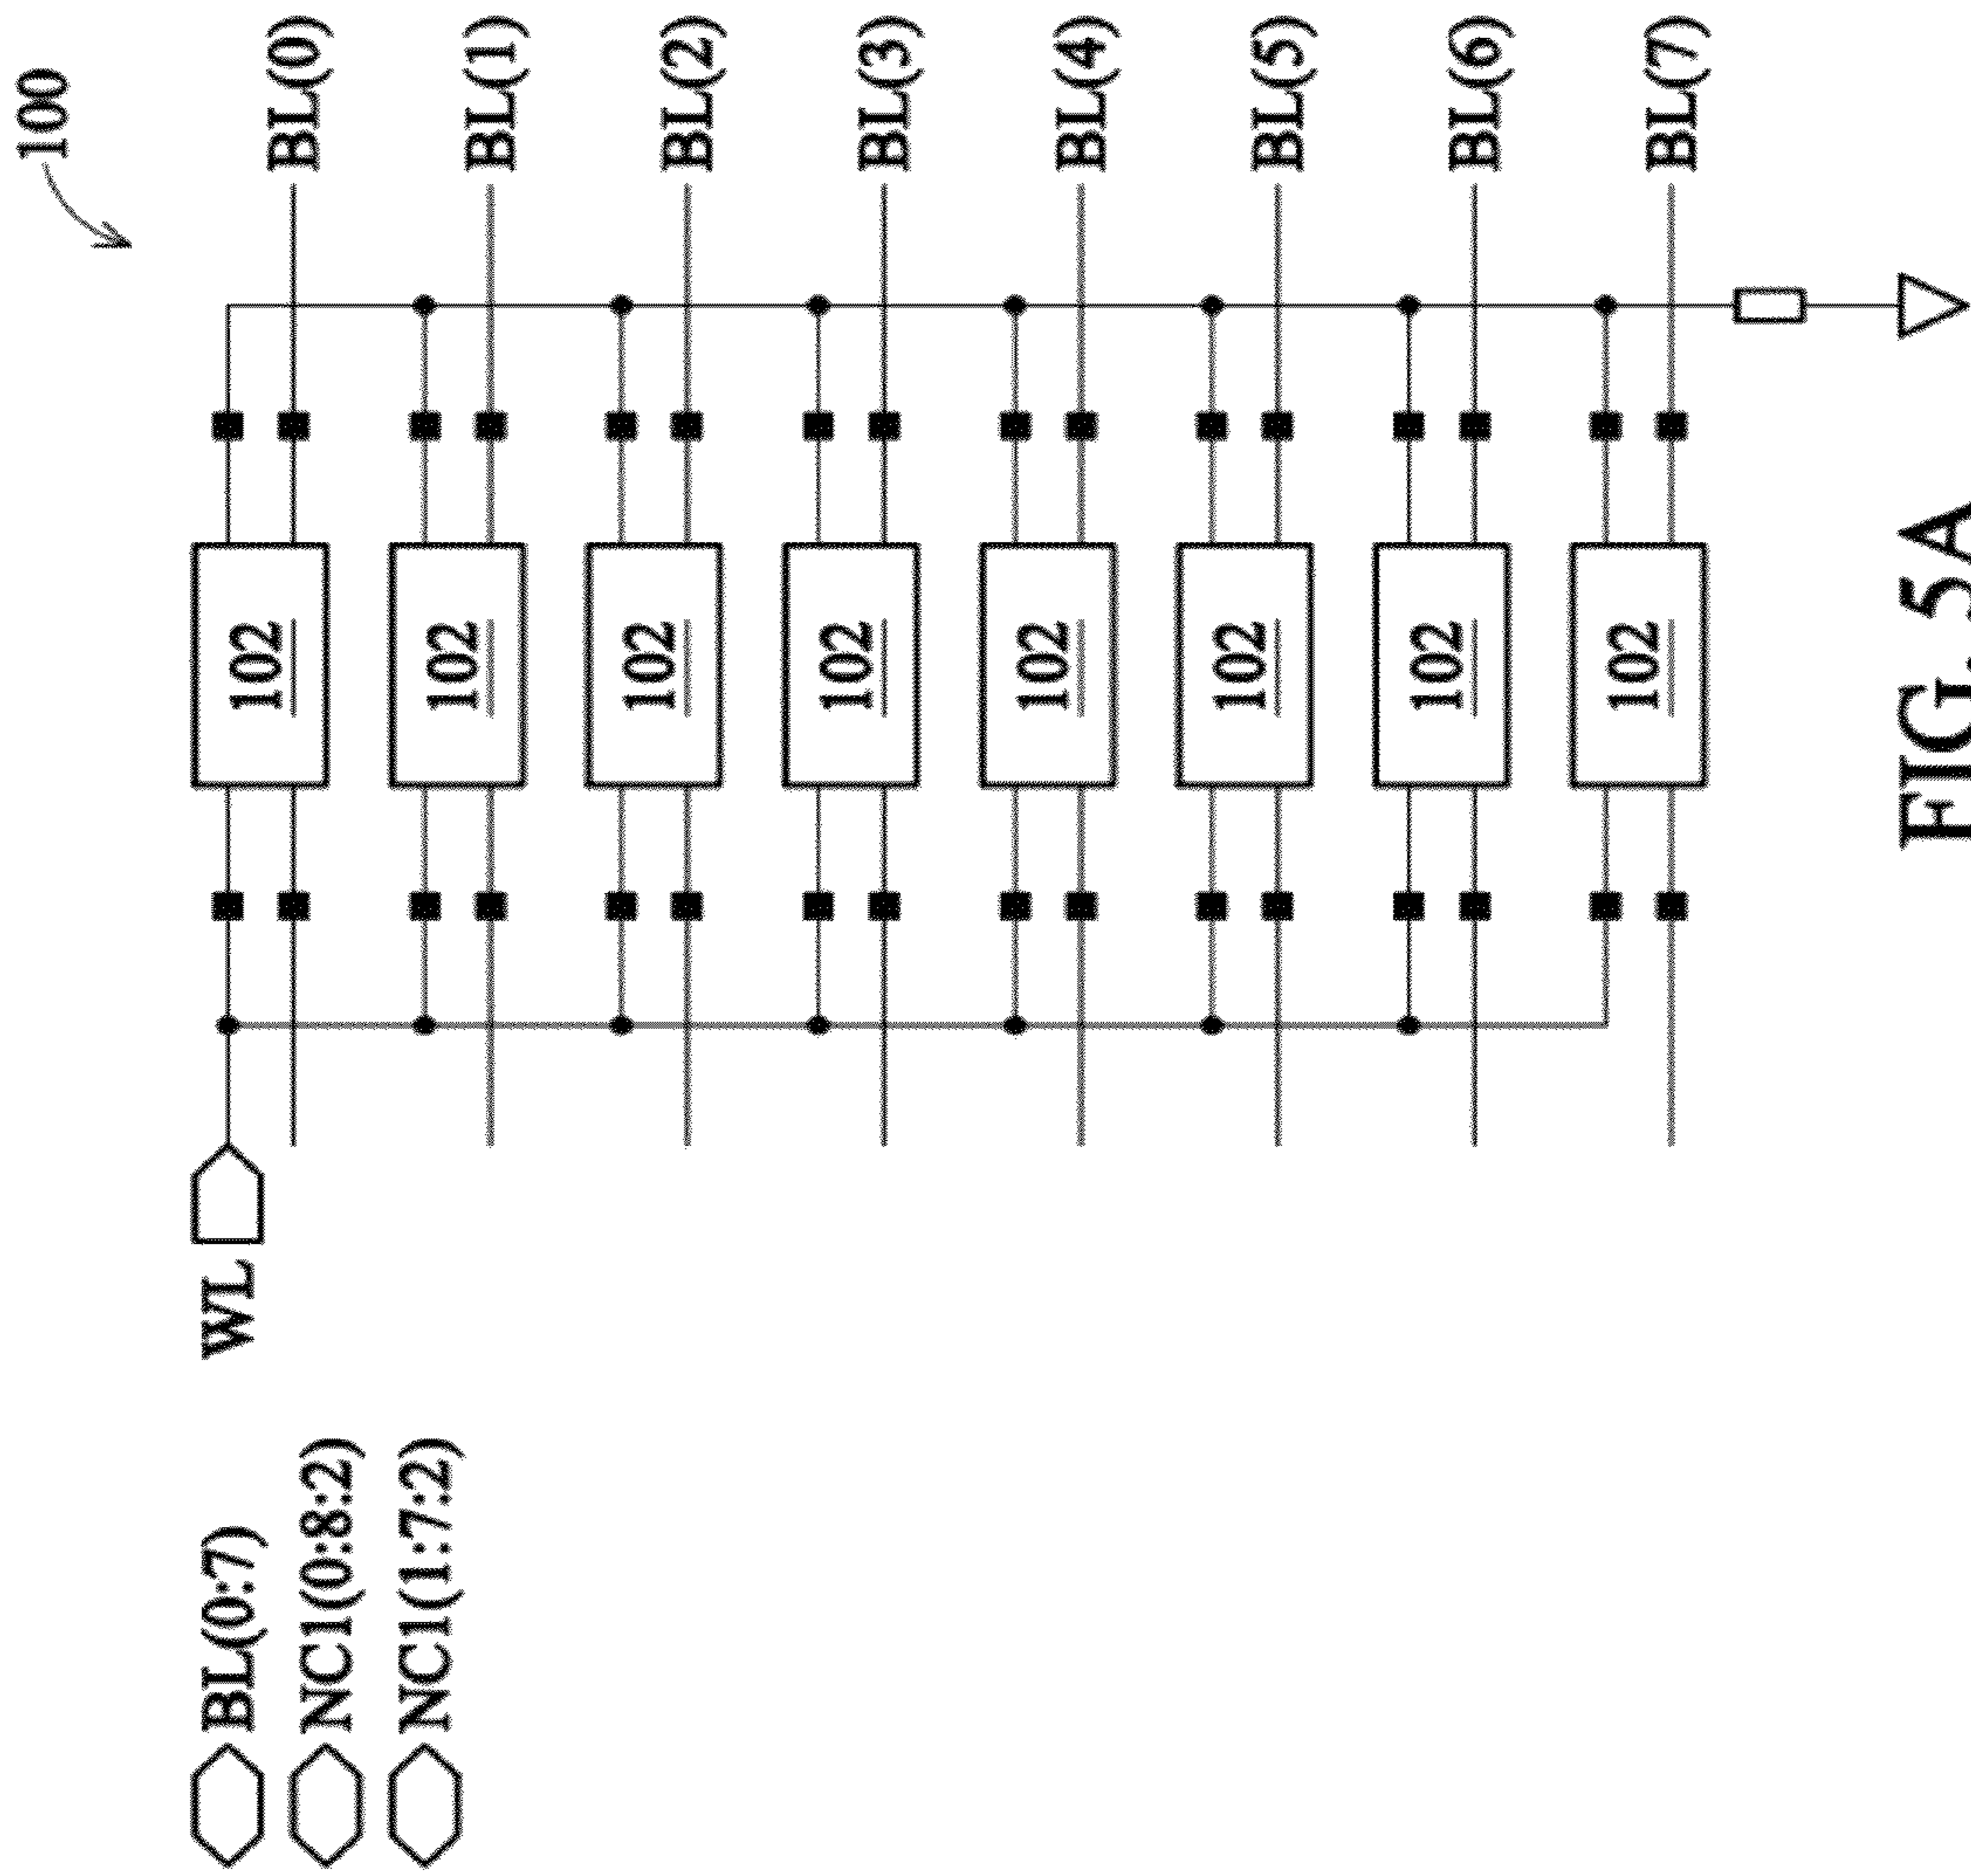 100
BL(0:7)
NC1(0:8:2)
NC1(1:7:2)
WL
102
BL(0)
102
BL(1)
102
BL(2)
102
BL(3)
102
BL(4)
102
BL(5)
102
BL(6)
102
BL(7)
FIG. 5A